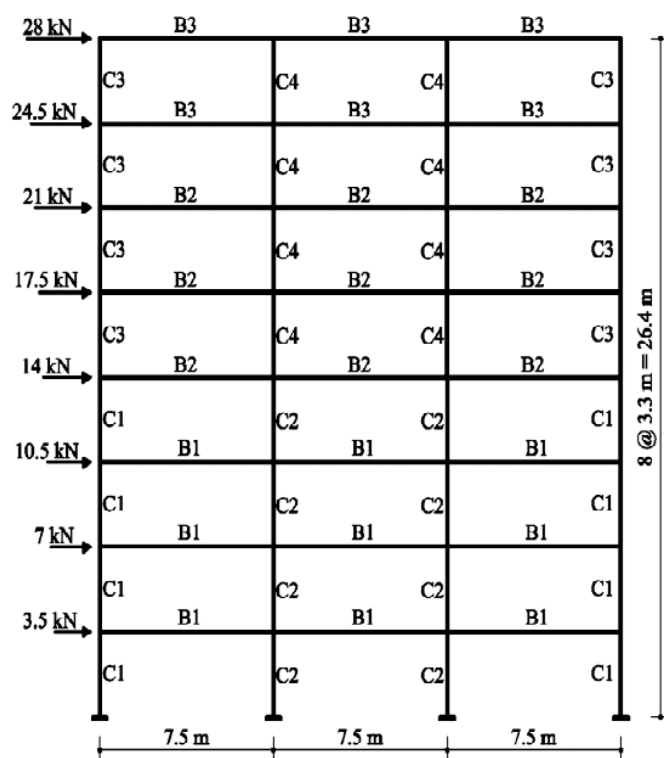 28 kN B3 B3 B3
C3 C4 C4 C3
24.5 kN B3 B3 B3
C3 C4 C4 C3
21 kN B2 B2 B2
C3 C4 C4 C3
17.5 kN B2 B2 B2
C3 C4 C4 C3
14 kN B2 B2 B2
C1 C2 C2 C1
10.5 kN B1 B1 B1
C1 C2 C2 C1
7 kN B1 B1 B1
C1 C2 C2 C1
3.5 kN B1 B1 B1
C1 C2 C2 C1
7.5 m 7.5 m 7.5 m
8 @ 3.3 m = 26.4 m